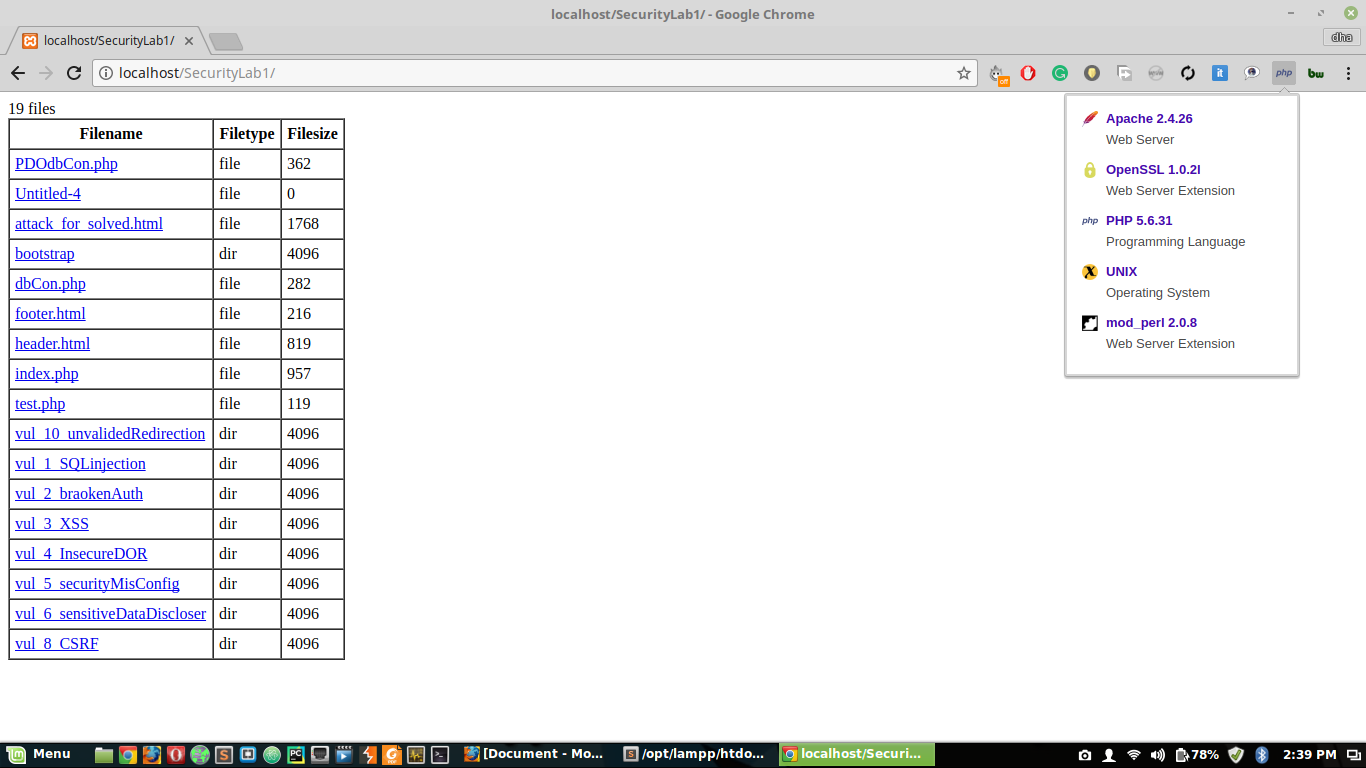 localhost/SecurityLab1/ - Google Chrome
localhost/SecurityLab1/
dha
localhost/SecurityLab1/
off
it
php
bw
19 files
Filename Filetype Filesize
PDOdbCon.php file 362
Untitled-4 file 0
attack_for_solved.html file 1768
bootstrap dir 4096
dbCon.php file 282
footer.html file 216
header.html file 819
index.php file 957
test.php file 119
vul_10_unvalidedRedirection dir 4096
vul_1_SQLinjection dir 4096
vul_2_braokenAuth dir 4096
vul_3_XSS dir 4096
vul_4_InsecureDOR dir 4096
vul_5_securityMisConfig dir 4096
vul_6_sensitiveDataDiscloser dir 4096
vul_8_CSRF dir 4096
Apache 2.4.26
Web Server
OpenSSL 1.0.2l
Web Server Extension
php PHP 5.6.31
Programming Language
UNIX
Operating System
mod_perl 2.0.8
Web Server Extension
Menu
PC
[Document - Mo...
/opt/lampp/htdo...
localhost/Securi...
78%
2:39 PM